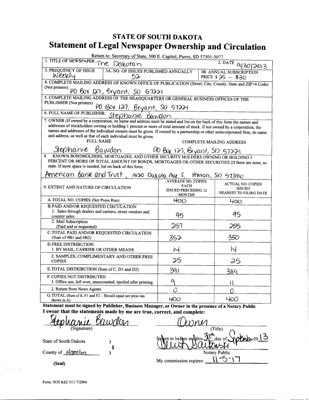 STATE OF SOUTH DAKOTA
Statement of Legal Newspaper Ownership and Circulation
Return to: Secretary of State, 500 E. Capitol, Pierre, SD 57501-5077
1. TITLE OF NEWSPAPER The Dakotan 2. DATE 9/30/2013
3. FREQUENCY OF ISSUE Weekly 3A. NO. OF ISSUES PUBLISHED ANNUALLY 52 3B. ANNUAL SUBSCRIPTION PRICE $25 - $30
4. COMPLETE MAILING ADDRESS OF KNOWN OFFICE OF PUBLICATION (Street, City, County, State and ZIP+4 Code) (Not printers)
PO Box 127, Bryant, SD 57221
5. COMPLETE MAILING ADDRESS OF THE HEADQUARTERS OR GENERAL BUSINESS OFFICES OF THE PUBLISHER (Not printers)
PO Box 127, Bryant, SD 57221
6. FULL NAME OF PUBLISHER: Stephanie Bawdon
7. OWNER (If owned by corporation, its name and address must be stated and list on the back of this form the names and addresses of stockholders owning or holding 1 percent or more of total amount of stock. If not owned by a corporation, the names and addresses of the individual owners must be given. If owned by a partnership or other unincorporated firm, its name and address, as well as that of each individual must be given.
FULL NAME COMPLETE MAILING ADDRESS
Stephanie Bawdon PO Box 127, Bryant, SD 57221
8. KNOWN BONDHOLDERS, MORTGAGEES, AND OTHER SECURITY HOLDERS OWNING OR HOLDING 1 PERCENT OR MORE OF TOTAL AMOUNT OF BONDS, MORTGAGES OR OTHER SECURITIES (If there are none, so state. If more space is needed, list on back of this form.
American Bank and Trust, Dakota Ave S, Huron, SD 57350
9. EXTENT AND NATURE OF CIRCULATION
AVERAGE NO. COPIES EACH ISSUED PRECEDING 12 MONTHS
ACTUAL NO. COPIES ISSUED NEAREST TO FILING DATE
A. TOTAL NO. COPIES (Net Press Run) 400 400
B. PAID AND/OR REQUESTED CIRCULATION
1. Sales through dealers and carriers, street vendors and counter sales. 95 95
2. Mail Subscription (Paid and or requested) 257 255
C. TOTAL PAID AND/OR REQUESTED CIRCULATION (Sum of 9B1 and 9B2) 352 350
D. FREE DISTRIBUTION
1. BY MAIL, CARRIER OR OTHER MEANS 14 14
2. SAMPLES, COMPLIMENTARY AND OTHER FREE COPIES 25 25
E. TOTAL DISTRIBUTION (Sum of C, D1 and D2) 391 389
F. COPIES NOT DISTRIBUTED
1. Office use, left over, unaccounted, spoiled after printing 9 11
2. Return from News Agents 0 0
G. TOTAL (Sum of E, F1 and F2 - Should equal net press run shown in A) 400 400
Statement must be signed by Publisher, Business Manager, or Owner in the presence of a Notary Public
I swear that the statements made by me are true, correct, and complete:
Stephanie Bawdon Owner
(Signature) (Title)
State of South Dakota )
§
County of Hamlin )
Sworn to before me this 30th day of September 2013
Notary Public
(Seal)
My commission expires: 11-5-17
Form: SOS REC 051 7/2004